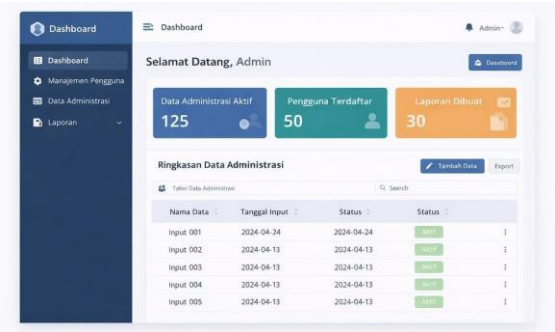 Dashboard
Dashboard
Admin
Dashboard
Manajemen Pengguna
Data Administrasi
Laporan
Selamat Datang, Admin
Dashboord
Data Administrasi Aktif
125
Pengguna Terdaftar
50
Laporan Dibuat
30
Ringkasan Data Administrasi
Tambah Data
Export
Tabel Data Administrasi
Search
Nama Data Tanggal Input Status Status
Input 001 2024-04-24 2024-04-24 Aktif
Input 002 2024-04-13 2024-04-13 Aktif
Input 003 2024-04-13 2024-04-13 Aktif
Input 004 2024-04-13 2024-04-13 Aktif
Input 005 2024-04-13 2024-04-13 Aktif